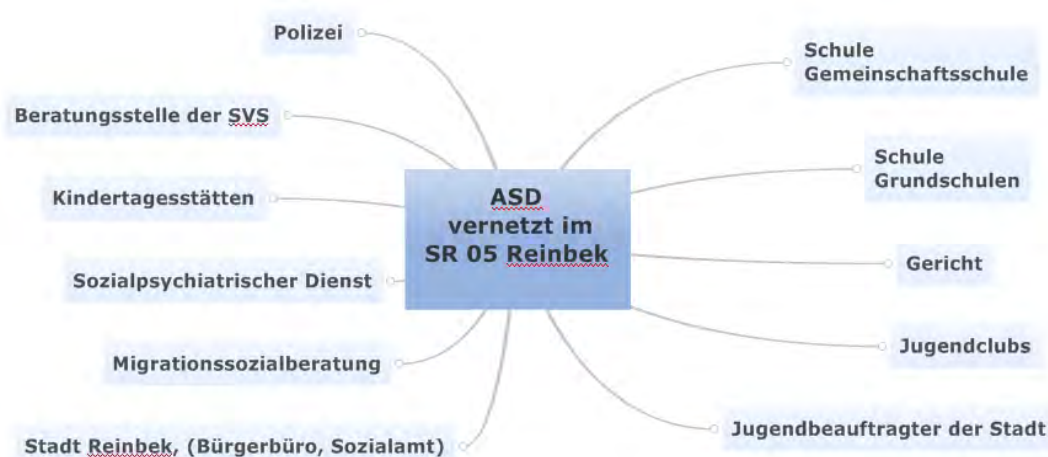 Polizei
Beratungsstelle der SVS
Kindertagesstätten
Sozialpsychiatrischer Dienst
Migrationssozialberatung
Stadt Reinbek, (Bürgerbüro, Sozialamt)
ASD
vernetzt im
SR 05 Reinbek
Schule
Gemeinschaftsschule
Schule
Grundschulen
Gericht
Jugendclubs
Jugendbeauftragter der Stadt